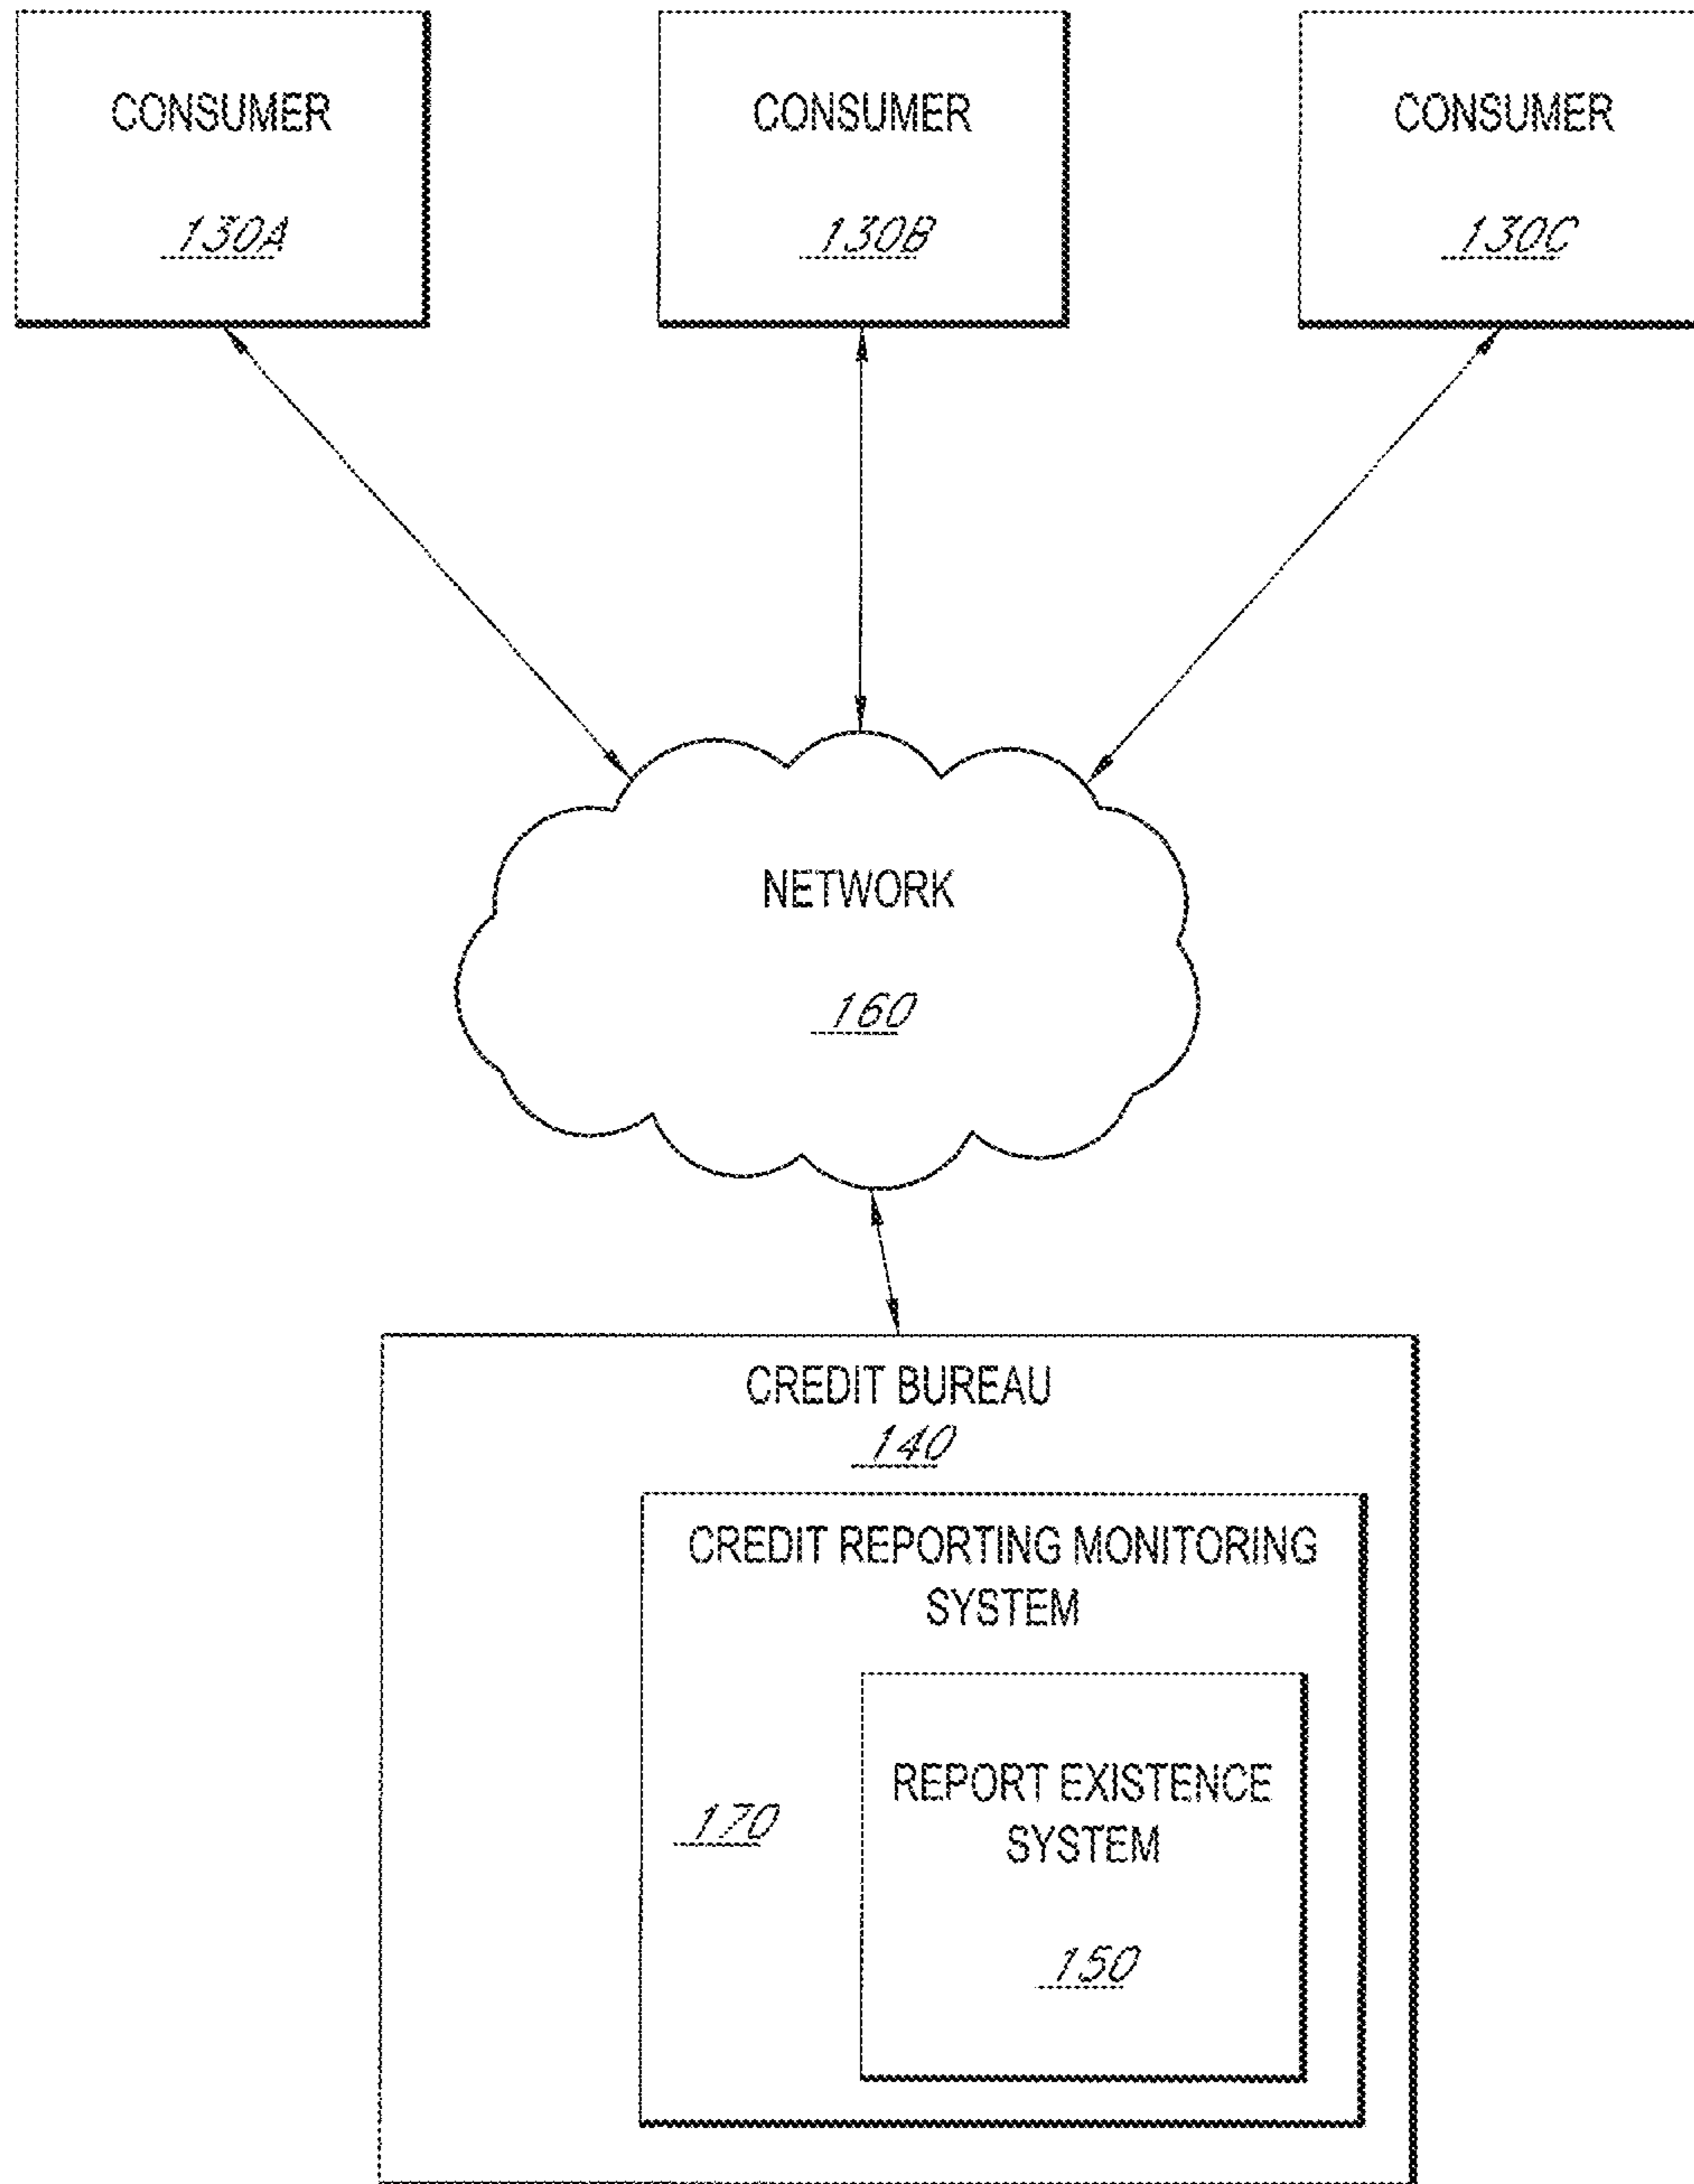 CONSUMER
130A
CONSUMER
130B
CONSUMER
130C
NETWORK
160
CREDIT BUREAU
140
CREDIT REPORTING MONITORING
SYSTEM
170
REPORT EXISTENCE
SYSTEM
150